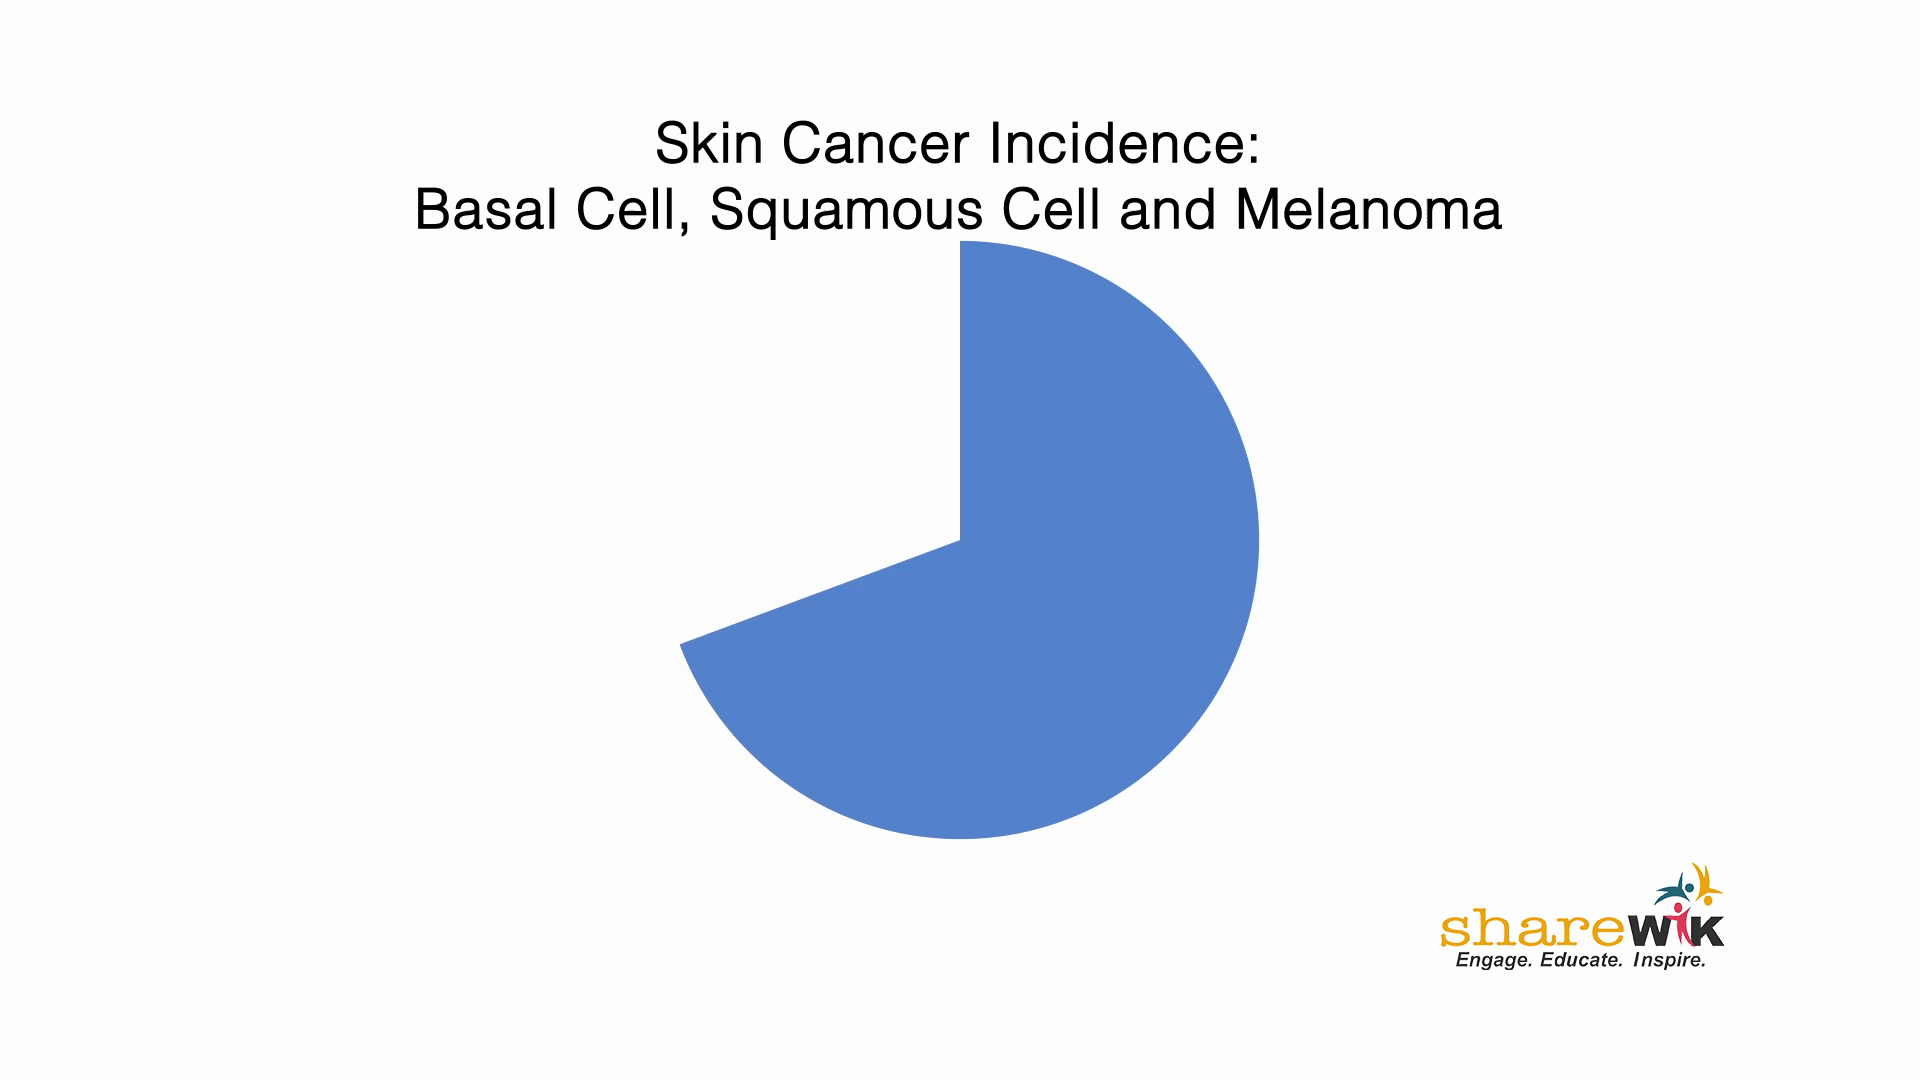 Skin Cancer Incidence:
Basal Cell, Squamous Cell and Melanoma
sharewiK
Engage. Educate. Inspire.